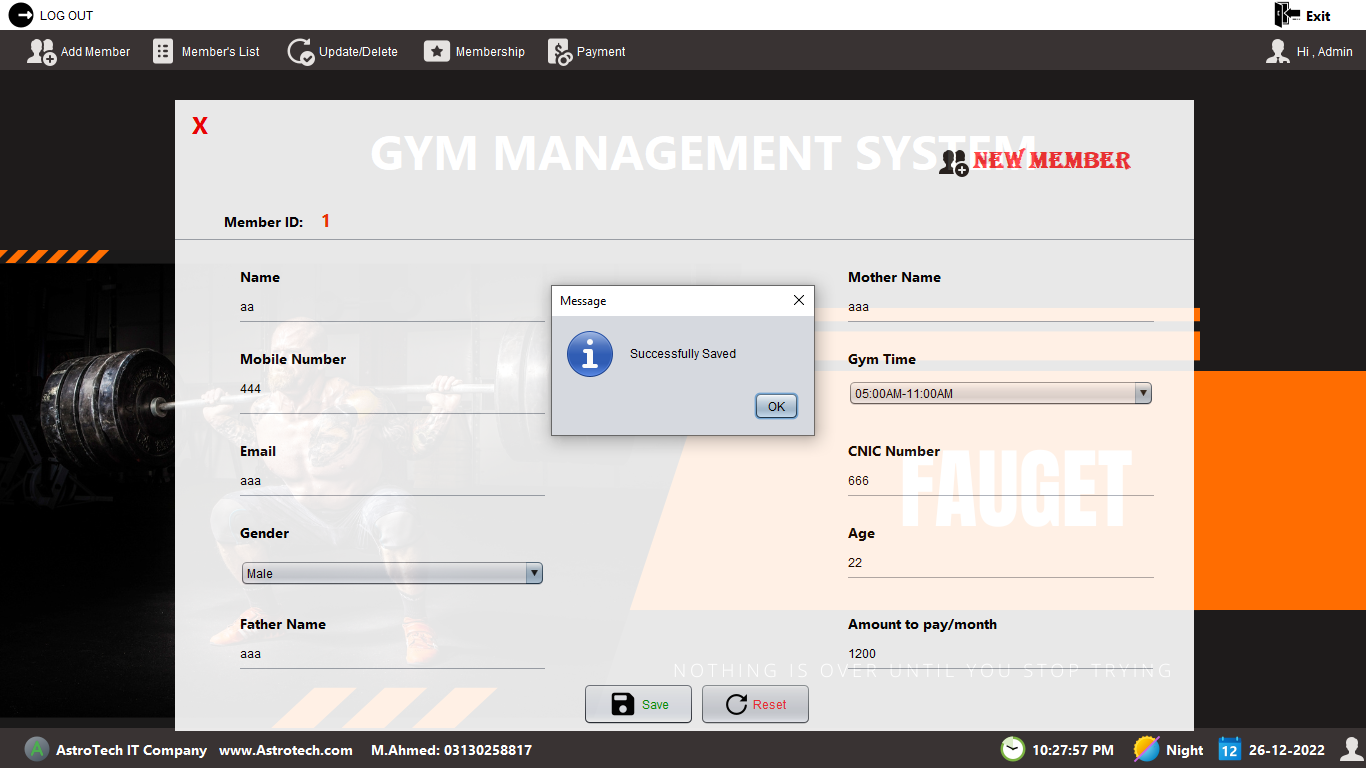 LOG OUT
Exit
Add Member
Member's List
Update/Delete
Membership
Payment
Hi , Admin
X
GYM MANAGEMENT SYSTEM
NEW MEMBER
Member ID: 1
Name
aa
Mother Name
aaa
Message
Successfully Saved
OK
Mobile Number
444
Gym Time
05:00AM-11:00AM
Email
aaa
CNIC Number
666
FAUGET
Gender
Male
Age
22
Father Name
aaa
Amount to pay/month
1200
NOTHING IS OVER UNTIL YOU STOP TRYING
Save
Reset
A
AstroTech IT Company
www.Astrotech.com
M.Ahmed: 03130258817
10:27:57 PM
Night
12
26-12-2022